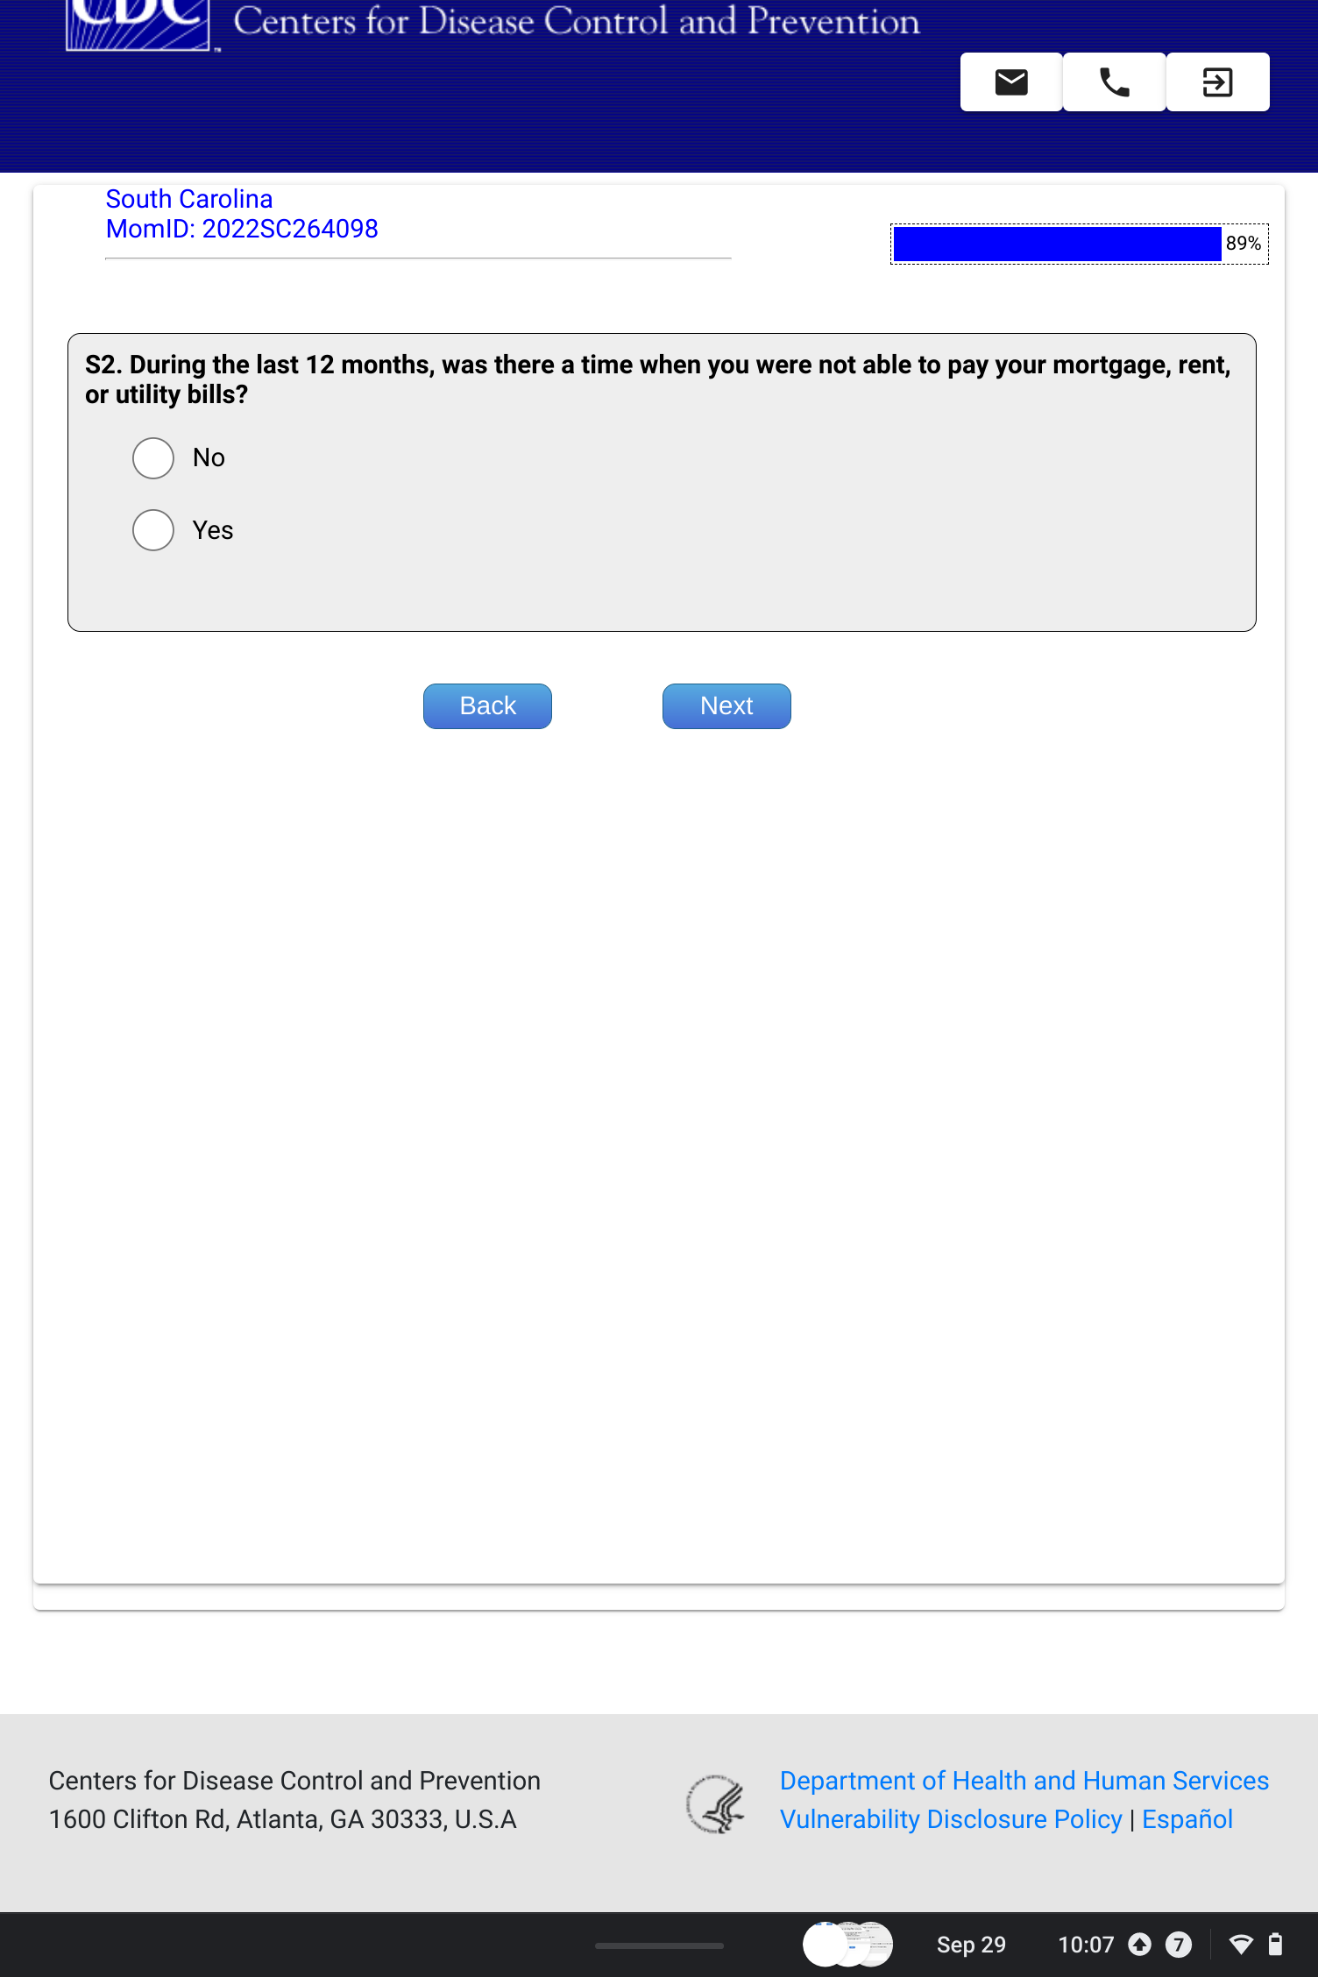 CDC
Centers for Disease Control and Prevention
South Carolina
MomID: 2022SC264098
89%
S2. During the last 12 months, was there a time when you were not able to pay your mortgage, rent,
or utility bills?
No
Yes
Back
Next
Centers for Disease Control and Prevention
1600 Clifton Rd, Atlanta, GA 30333, U.S.A
Department of Health and Human Services
Vulnerability Disclosure Policy | Español
Sep 29
10:07
7